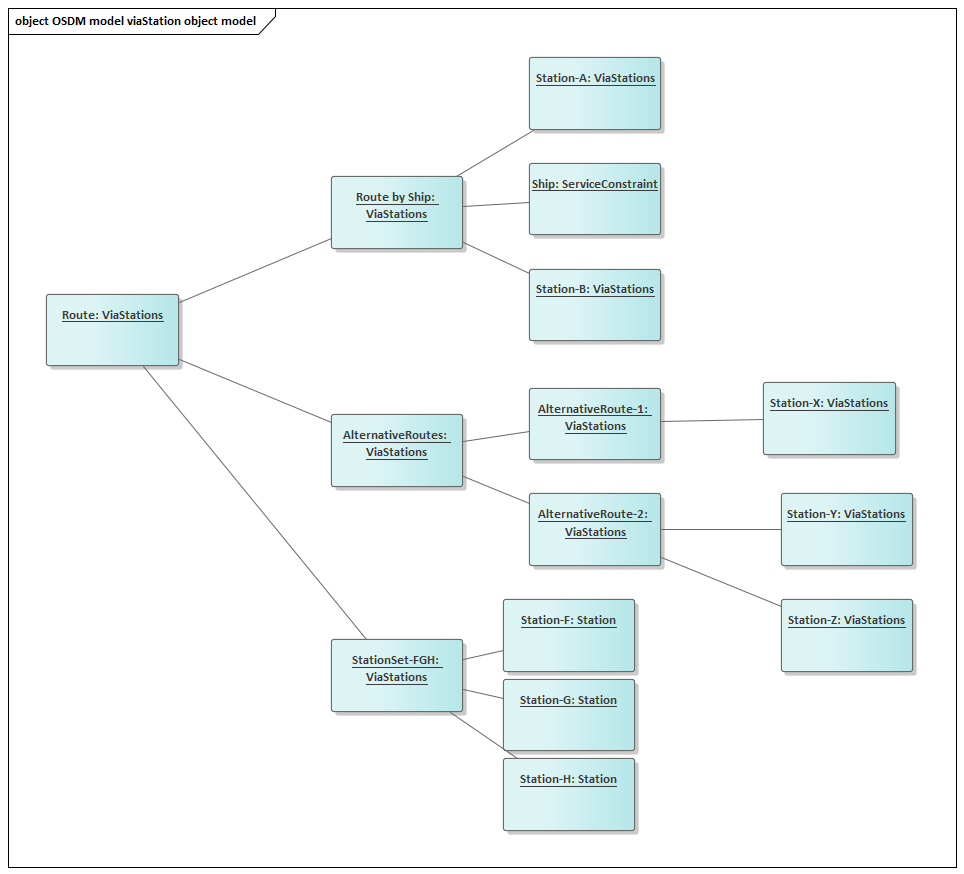 object OSDM model viaStation object model
Station-A: ViaStations
Ship: ServiceConstraint
Route by Ship:
ViaStations
Station-B: ViaStations
Route: ViaStations
AlternativeRoutes:
ViaStations
AlternativeRoute-1:
ViaStations
Station-X: ViaStations
AlternativeRoute-2:
ViaStations
Station-Y: ViaStations
Station-Z: ViaStations
StationSet-FGH:
ViaStations
Station-F: Station
Station-G: Station
Station-H: Station